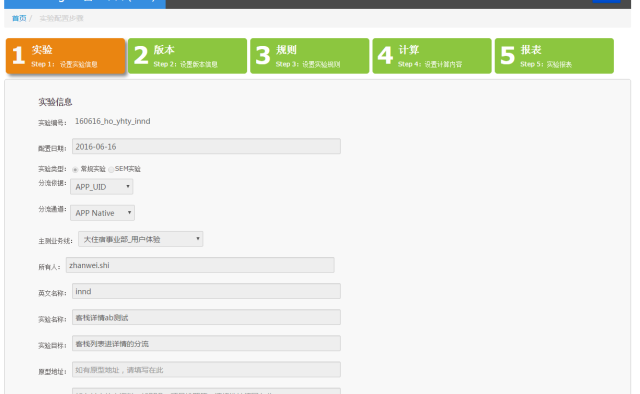 首页 / 实验配置步骤
1 实验
Step 1: 设置实验信息
2 版本
Step 2: 设置版本信息
3 规则
Step 3: 设置实验规则
4 计算
Step 4: 设置计算内容
5 报表
Step 5: 实验报表
实验信息
实验编号: 160616_ho_yhty_innd
配置日期: 2016-06-16
实验类型: 常规实验 SEM实验
分流依据: APP_UID
分流通道: APP Native
主测业务线: 大住宿事业部_用户体验
所有人: zhanwei.shi
英文名称: innd
实验名称: 客栈详情ab测试
实验目标: 客栈列表进详情的分流
原型地址: 如有原型地址，请填写在此